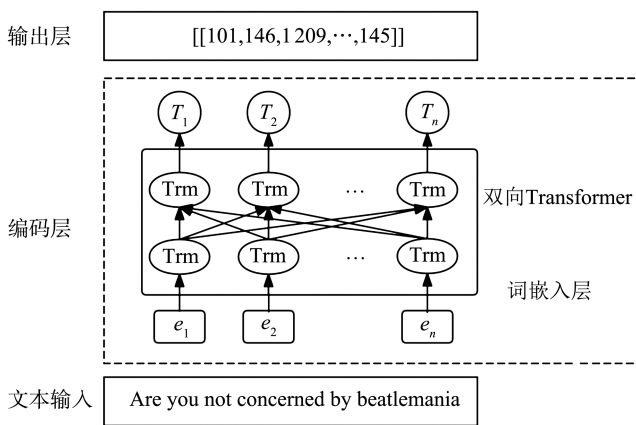 输出层 [[101,146,1 209,⋯,145]]
T1 T2 Tn
Trm Trm ⋯ Trm
双向Transformer
编码层
Trm Trm ⋯ Trm
词嵌入层
e1 e2 en
文本输入 Are you not concerned by beatlemania